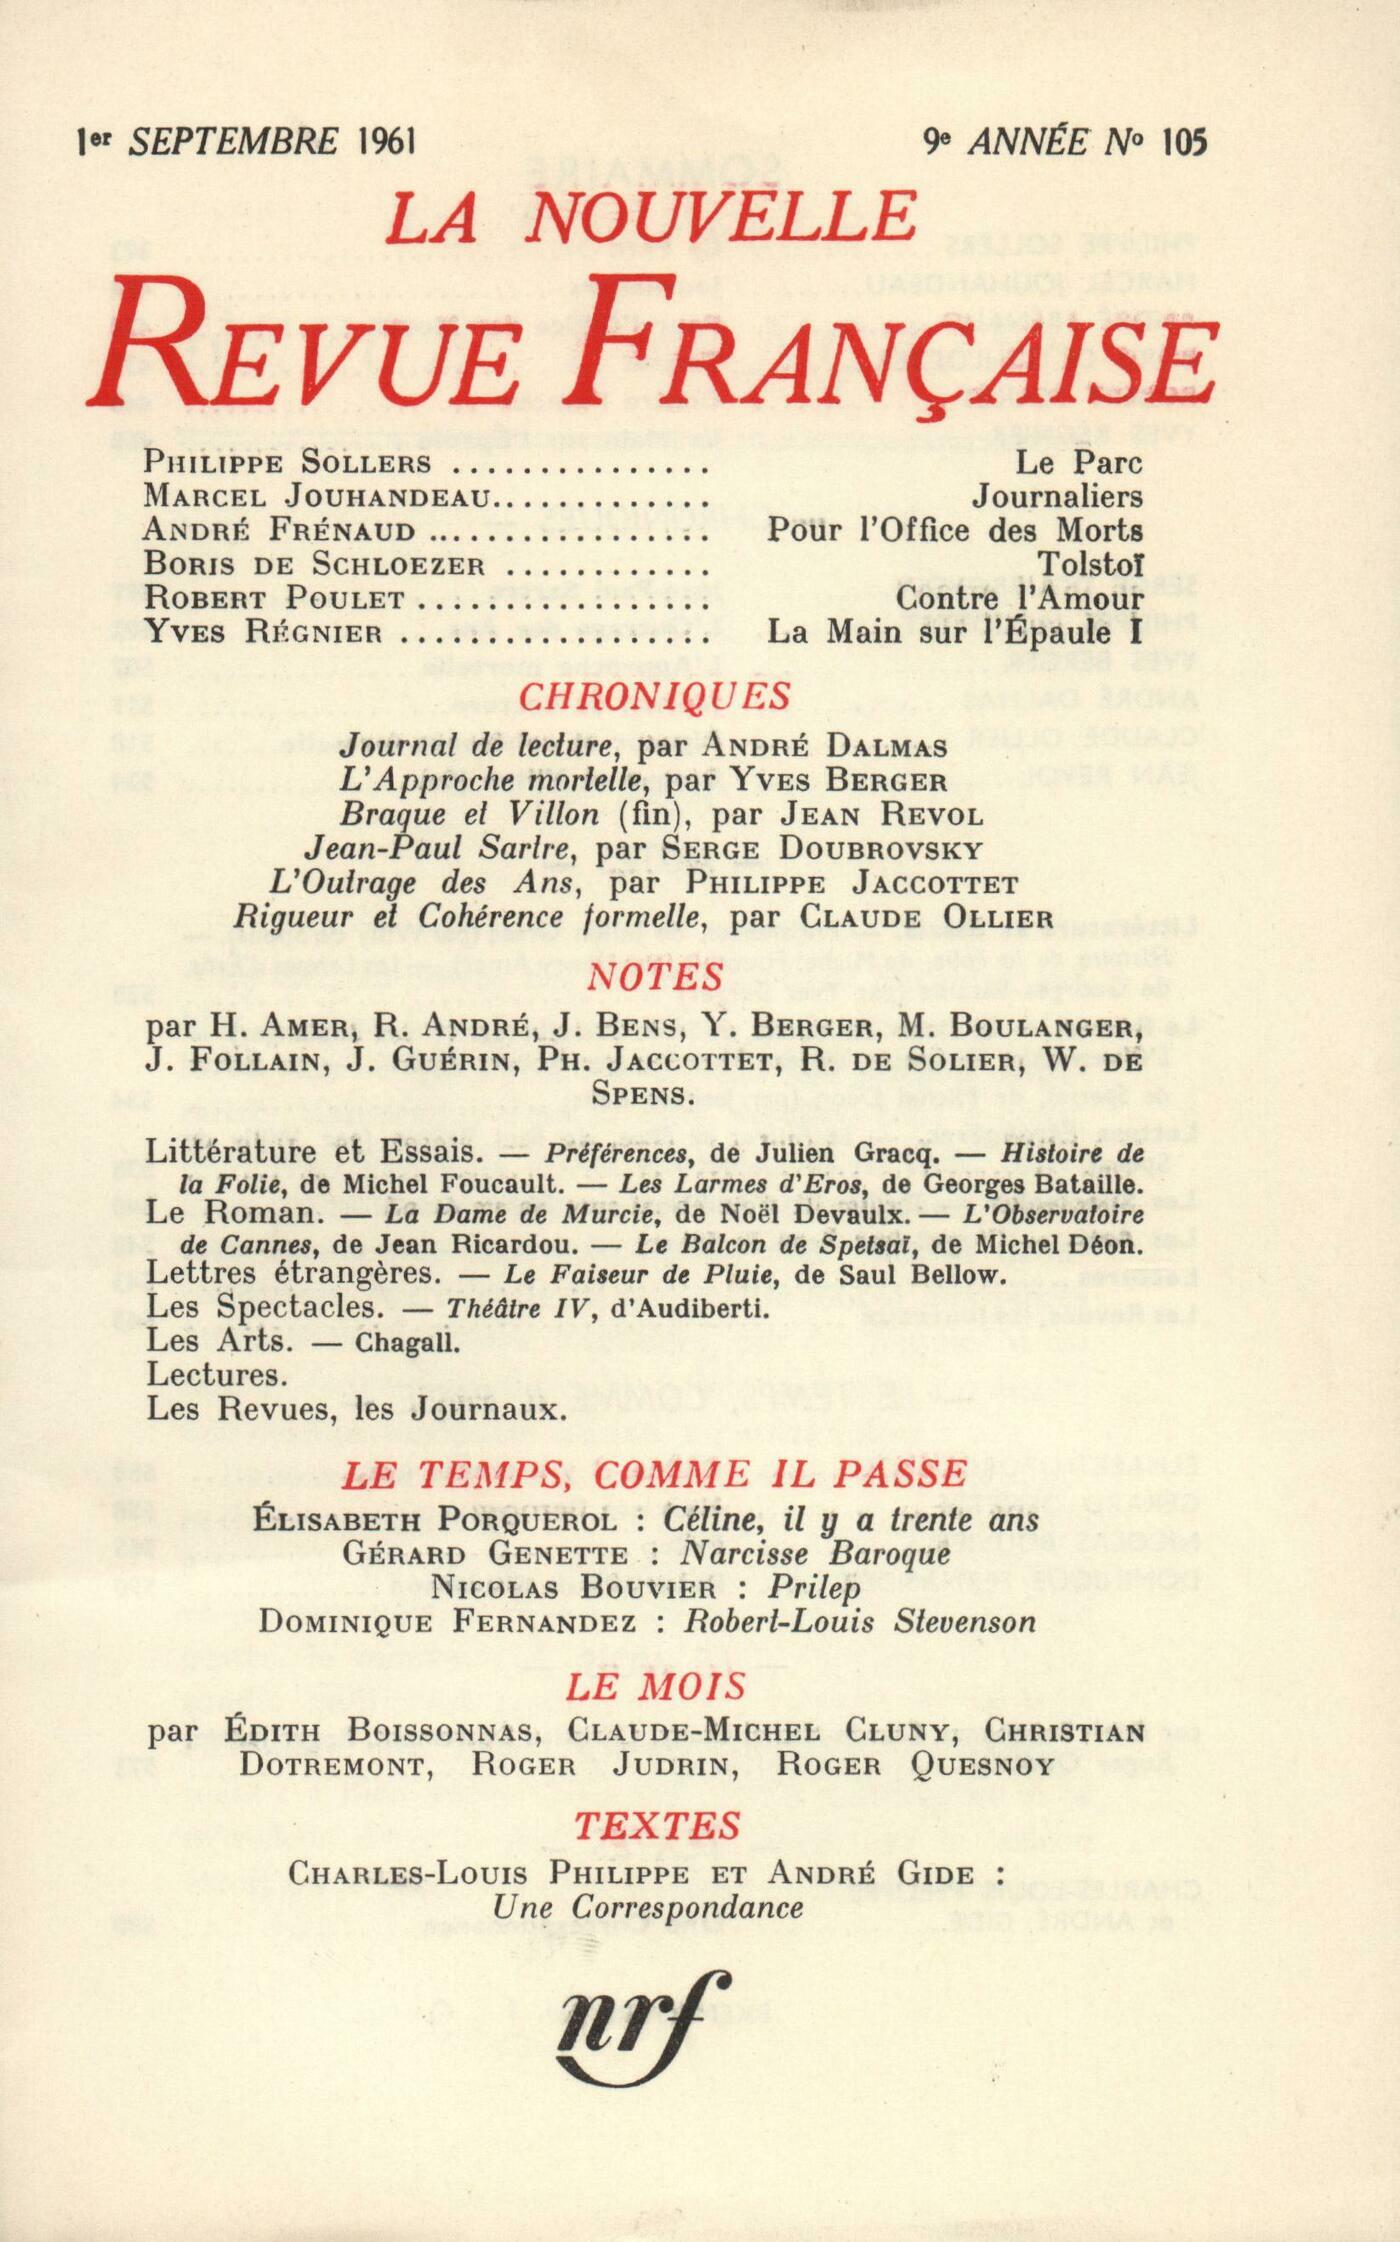 1er SEPTEMBRE 1961 9e ANNÉE No 105
LA NOUVELLE
REVUE FRANÇAISE
PHILIPPE SOLLERS ............... Le Parc
MARCEL JOUHANDEAU............. Journaliers
ANDRÉ FRÉNAUD ................. Pour l'Office des Morts
BORIS DE SCHLOEZER ............ Tolstoï
ROBERT POULET .................. Contre l'Amour
YVES RÉGNIER ................... La Main sur l'Épaule I
CHRONIQUES
Journal de lecture, par ANDRÉ DALMAS
L'Approche mortelle, par YVES BERGER
Braque et Villon (fin), par JEAN REVOL
Jean-Paul Sartre, par SERGE DOUBROVSKY
L'Outrage des Ans, par PHILIPPE JACCOTTET
Rigueur et Cohérence formelle, par CLAUDE OLLIER
NOTES
par H. AMER, R. ANDRÉ, J. BENS, Y. BERGER, M. BOULANGER,
J. FOLLAIN, J. GUÉRIN, PH. JACCOTTET, R. DE SOLIER, W. DE
SPENS.
Littérature et Essais. — Préférences, de Julien Gracq. — Histoire de
la Folie, de Michel Foucault. — Les Larmes d'Eros, de Georges Bataille.
Le Roman. — La Dame de Murcie, de Noël Devaulx. — L'Observatoire
de Cannes, de Jean Ricardou. — Le Balcon de Spetsaï, de Michel Déon.
Lettres étrangères. — Le Faiseur de Pluie, de Saul Bellow.
Les Spectacles. — Théâtre IV, d'Audiberti.
Les Arts. — Chagall.
Lectures.
Les Revues, les Journaux.
LE TEMPS, COMME IL PASSE
ÉLISABETH PORQUEROL : Céline, il y a trente ans
GÉRARD GENETTE : Narcisse Baroque
NICOLAS BOUVIER : Prilep
DOMINIQUE FERNANDEZ : Robert-Louis Stevenson
LE MOIS
par ÉDITH BOISSONNAS, CLAUDE-MICHEL CLUNY, CHRISTIAN
DOTREMONT, ROGER JUDRIN, ROGER QUESNOY
TEXTES
CHARLES-LOUIS PHILIPPE ET ANDRÉ GIDE :
Une Correspondance
nrf